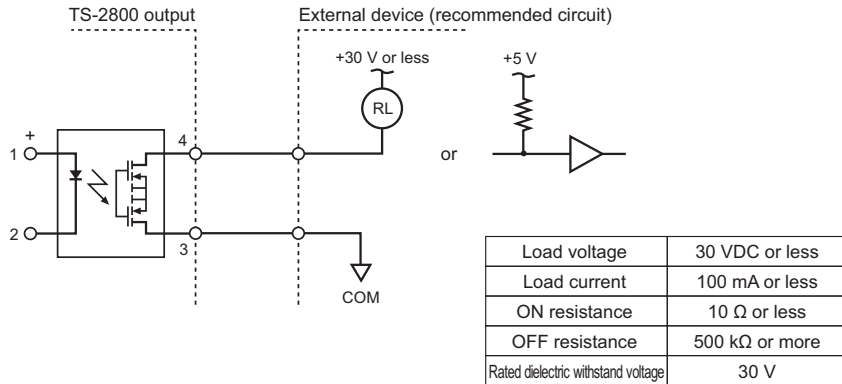 TS-2800 output
External device (recommended circuit)
+30 V or less
+5 V
RL
1 +
4
or
2
3
COM
Load voltage 30 VDC or less
Load current 100 mA or less
ON resistance 10 Ω or less
OFF resistance 500 kΩ or more
Rated dielectric withstand voltage 30 V